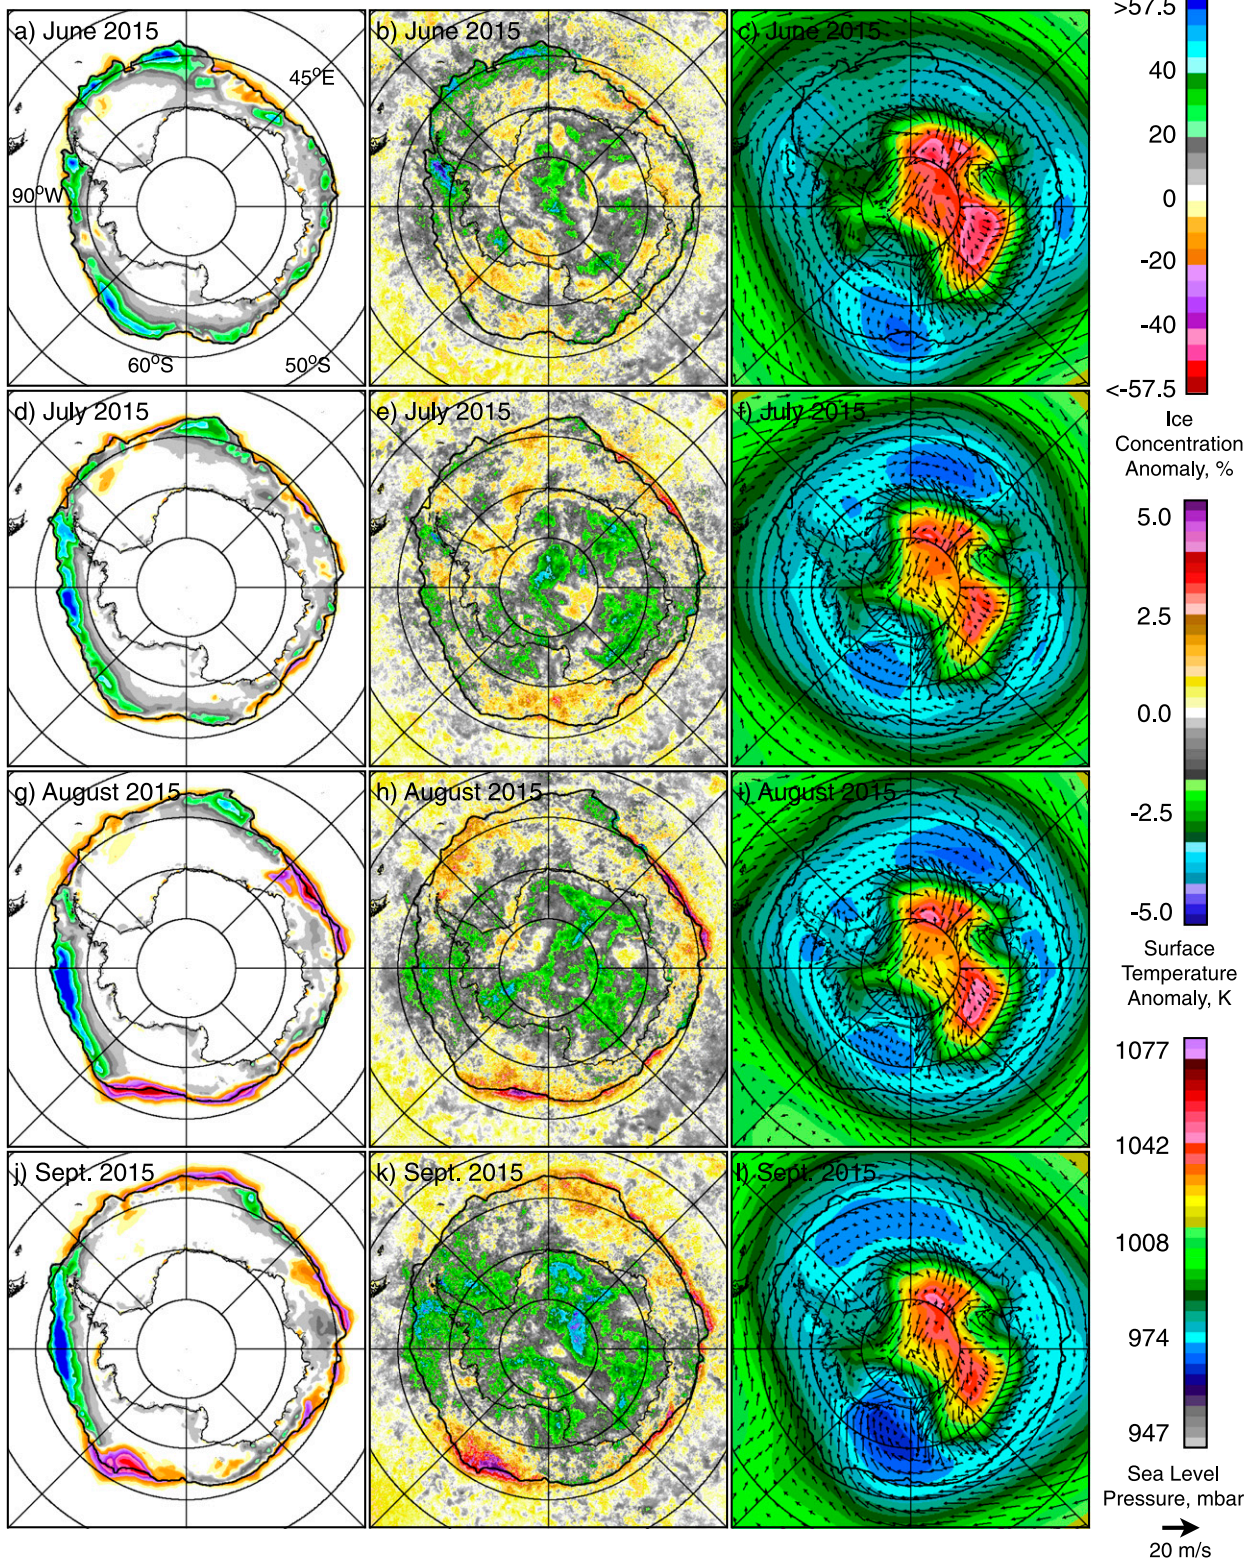 a) June 2015
45°E
90°W
60°S
50°S
b) June 2015
c) June 2015
d) July 2015
e) July 2015
f) July 2015
g) August 2015
h) August 2015
i) August 2015
j) Sept. 2015
k) Sept. 2015
l) Sept. 2015
>57.5
40
20
0
-20
-40
<-57.5
Ice
Concentration
Anomaly, %
5.0
2.5
0.0
-2.5
-5.0
Surface
Temperature
Anomaly, K
1077
1042
1008
974
947
Sea Level
Pressure, mbar
20 m/s